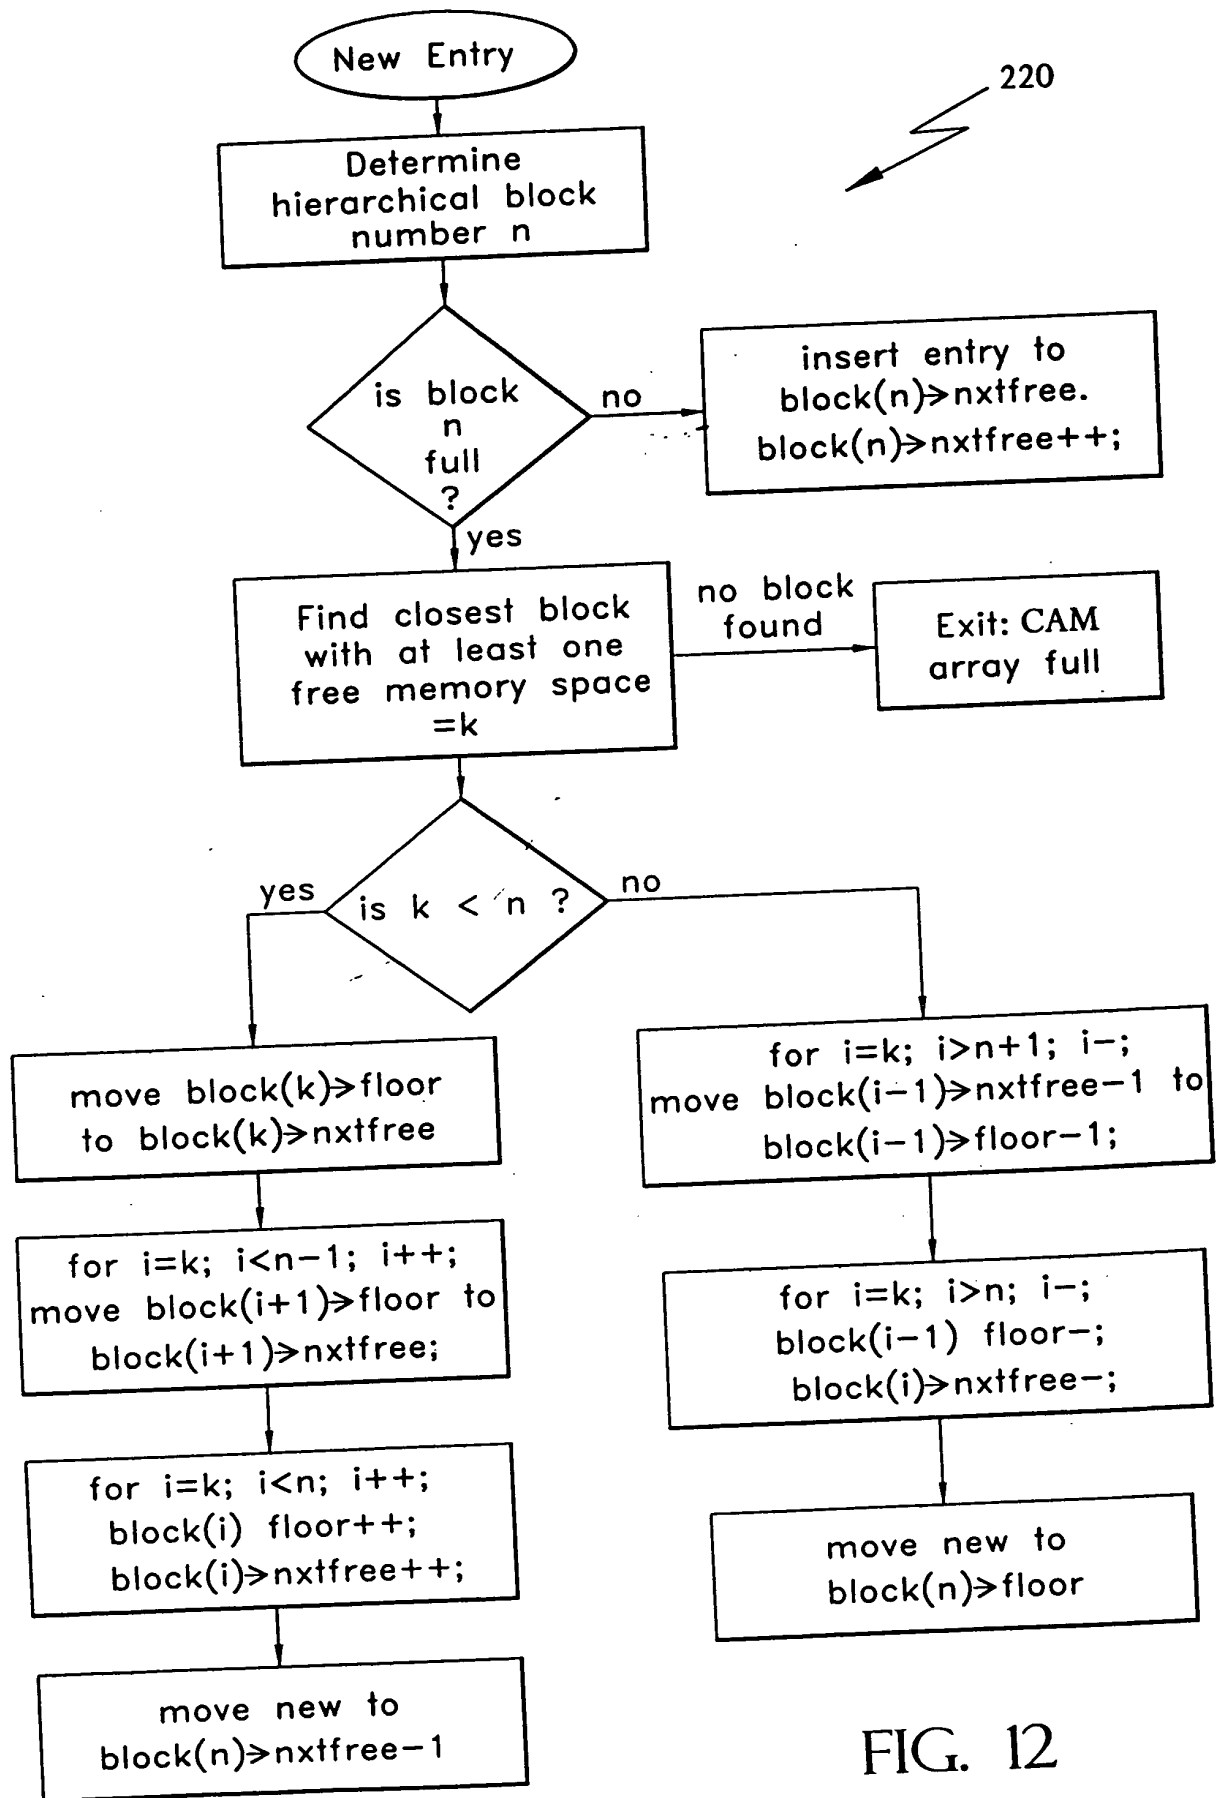 New Entry
220
Determine
hierarchical block
number n
is block
n
full
?
no
insert entry to
block(n)->nxtfree.
block(n)->nxtfree++;
yes
Find closest block
with at least one
free memory space
=k
no block
found
Exit: CAM
array full
is k < n ?
yes
no
move block(k)->floor
to block(k)->nxtfree
for i=k; i<n-1; i++;
move block(i+1)->floor to
block(i+1)->nxtfree;
for i=k; i<n; i++;
block(i) floor++;
block(i)->nxtfree++;
move new to
block(n)->nxtfree-1
for i=k; i>n+1; i-;
move block(i-1)->nxtfree-1 to
block(i-1)->floor-1;
for i=k; i>n; i-;
block(i-1) floor-;
block(i)->nxtfree-;
move new to
block(n)->floor
FIG. 12